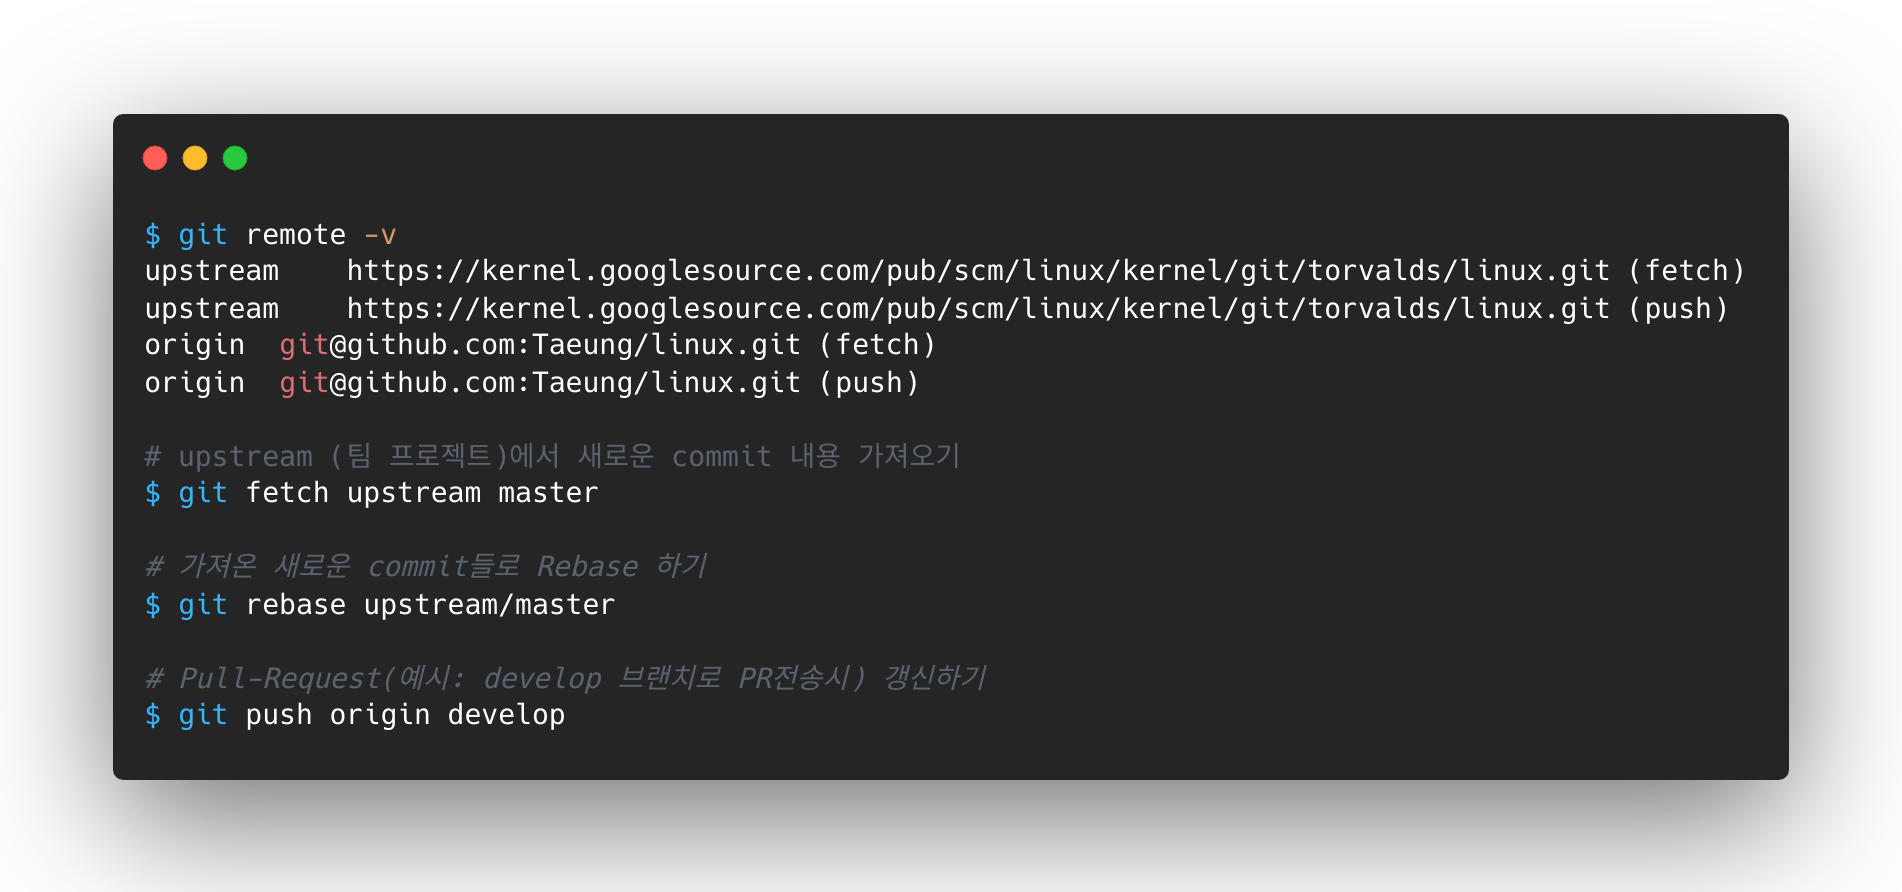 $ git remote -v
upstream    https://kernel.googlesource.com/pub/scm/linux/kernel/git/torvalds/linux.git (fetch)
upstream    https://kernel.googlesource.com/pub/scm/linux/kernel/git/torvalds/linux.git (push)
origin  git@github.com:Taeung/linux.git (fetch)
origin  git@github.com:Taeung/linux.git (push)
# upstream (팀 프로젝트)에서 새로운 commit 내용 가져오기
$ git fetch upstream master
# 가져온 새로운 commit들로 Rebase 하기
$ git rebase upstream/master
# Pull-Request(예시: develop 브랜치로 PR전송시) 갱신하기
$ git push origin develop